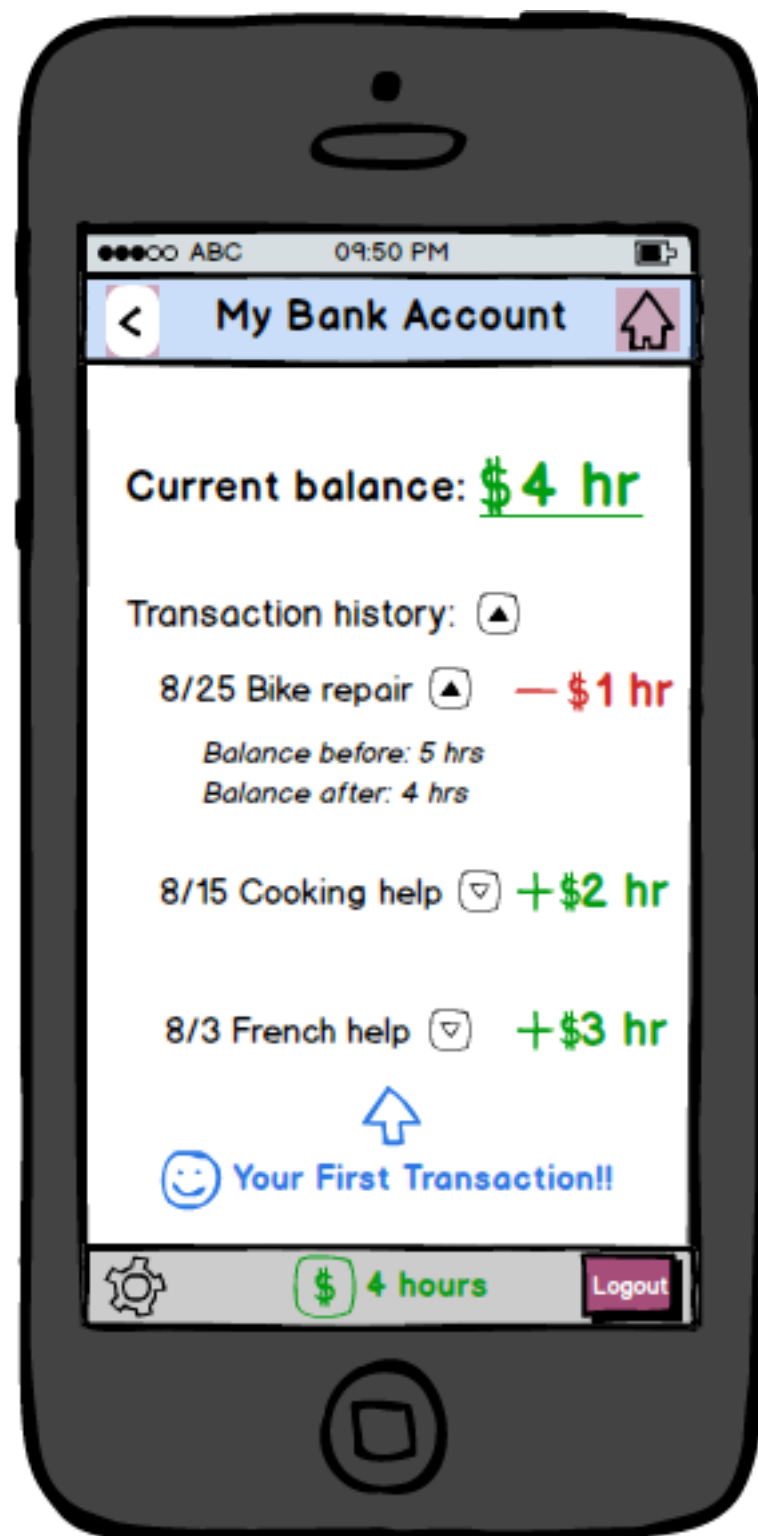 ABC 09:50 PM
< My Bank Account
Current balance: $4 hr
Transaction history:
8/25 Bike repair — $1 hr
Balance before: 5 hrs
Balance after: 4 hrs
8/15 Cooking help +$2 hr
8/3 French help +$3 hr
Your First Transaction!!
$ 4 hours Logout